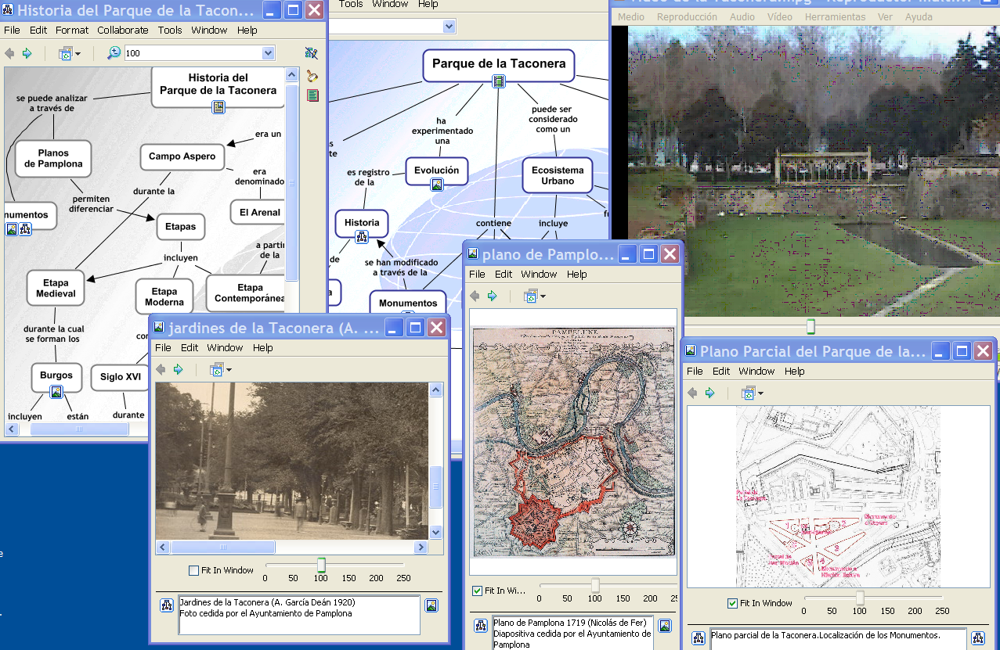 Historia del Parque de la Tacon...
File Edit Format Collaborate Tools Window Help
100
Historia del
Parque de la Taconera
se puede analizar
a través de
era un
Planos
de Pamplona
Campo Aspero
era
denominado
durante la
permiten
diferenciar
El Arenal
numentos
Etapas
a partir
de la
incluyen
Etapa
Medieval
Etapa
Moderna
Etapa
Contemporánea
durante la cual
se forman los
Burgos
Siglo XVI
incluyen
están
durante
Tools Window Help
Parque de la Taconera
ha
experimentado
una
puede ser
considerado
como un
es registro
de la
Evolución
Ecosistema
Urbano
Historia
contiene
incluye
de
se han modificado
a través de la
Monumentos
Medio Reproducción Audio Vídeo Herramientas Ver Ayuda
jardines de la Taconera (A. ...
File Edit Window Help
Fit In Window
0 50 100 150 200 250
Jardines de la Taconera (A. García Deán 1920)
Foto cedida por el Ayuntamiento de
Pamplona
plano de Pamplo...
File Edit Window Help
PAMPELUNE
Fit In Wi...
0 50 100 150 200 25
Plano de Pamplona 1719 (Nicolás de Fer)
Diapositiva cedida por el Ayuntamiento de
Pamplona
Plano Parcial del Parque de la...
File Edit Window Help
Fit In Window
0 50 100 150 200 250
Plano parcial de la Taconera.Localización de los Monumentos.